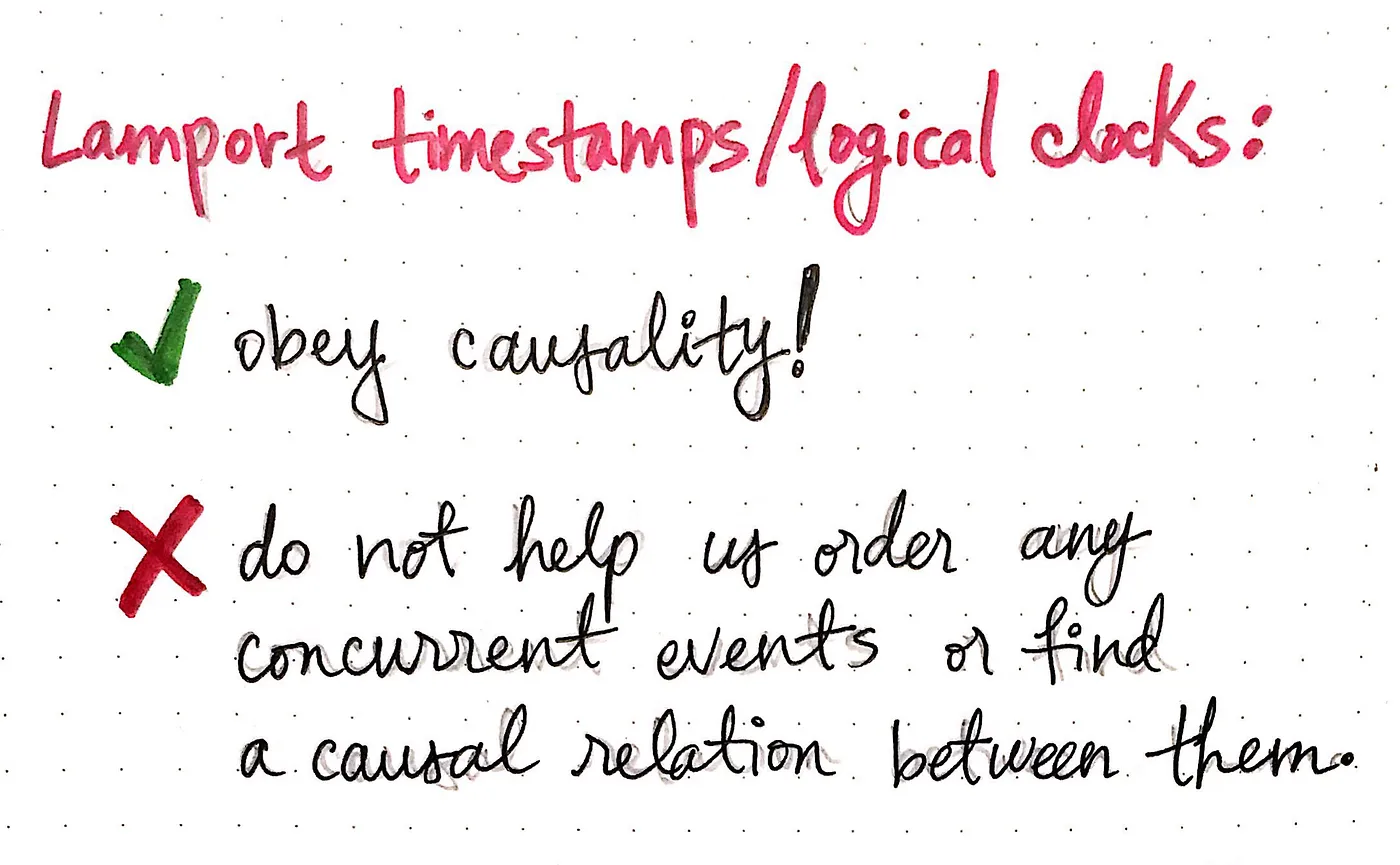 Lamport timestamps/logical clocks:
obey causality!
do not help us order any
concurrent events or find
a causal relation between them.